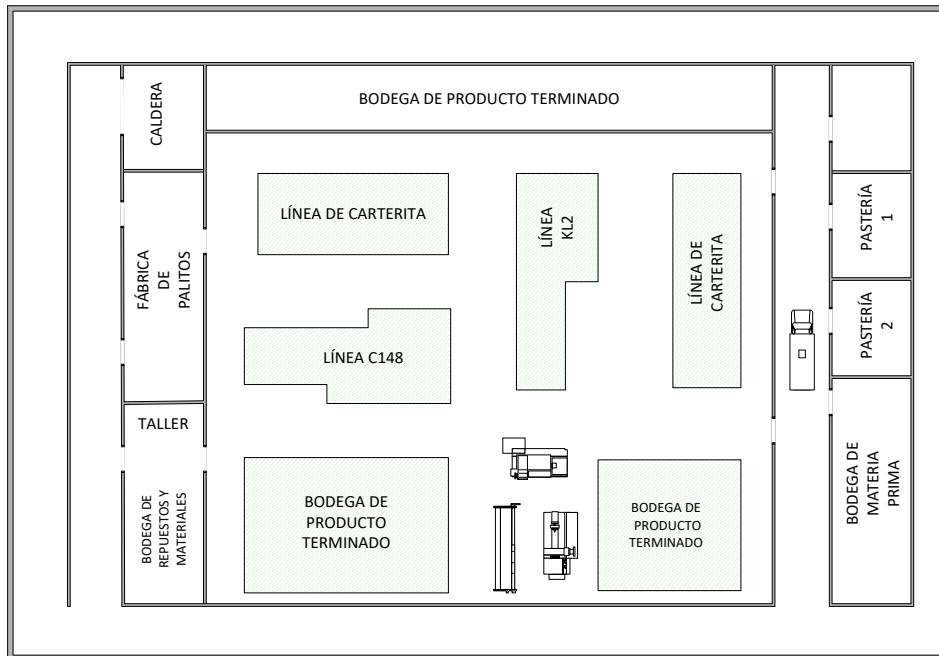 BODEGA DE PRODUCTO TERMINADO
CALDERA
FÁBRICA
DE
PALITOS
TALLER
BODEGA DE
REPUESTOS Y
MATERIALES
LÍNEA DE CARTERITA
LÍNEA
KL2
LÍNEA DE
CARTERITA
LÍNEA C148
BODEGA DE
PRODUCTO
TERMINADO
BODEGA DE
PRODUCTO
TERMINADO
PASTERÍA
1
PASTERÍA
2
BODEGA DE
MATERIA
PRIMA